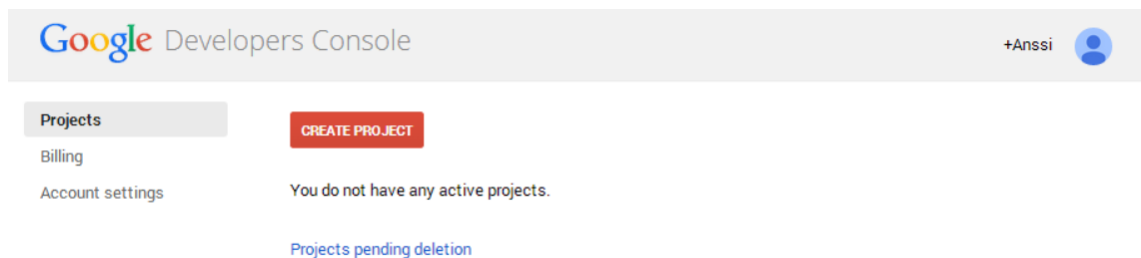 Google Developers Console
+Anssi
Projects
Billing
Account settings
CREATE PROJECT
You do not have any active projects.
Projects pending deletion